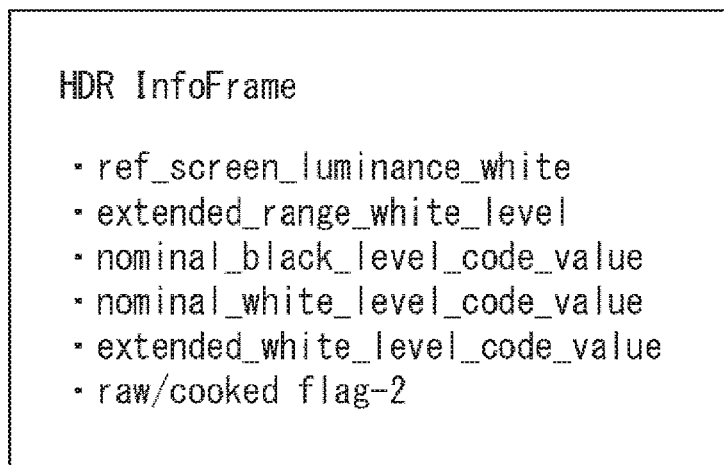 HDR InfoFrame
・ref_screen_luminance_white
・extended_range_white_level
・nominal_black_level_code_value
・nominal_white_level_code_value
・extended_white_level_code_value
・raw/cooked flag-2